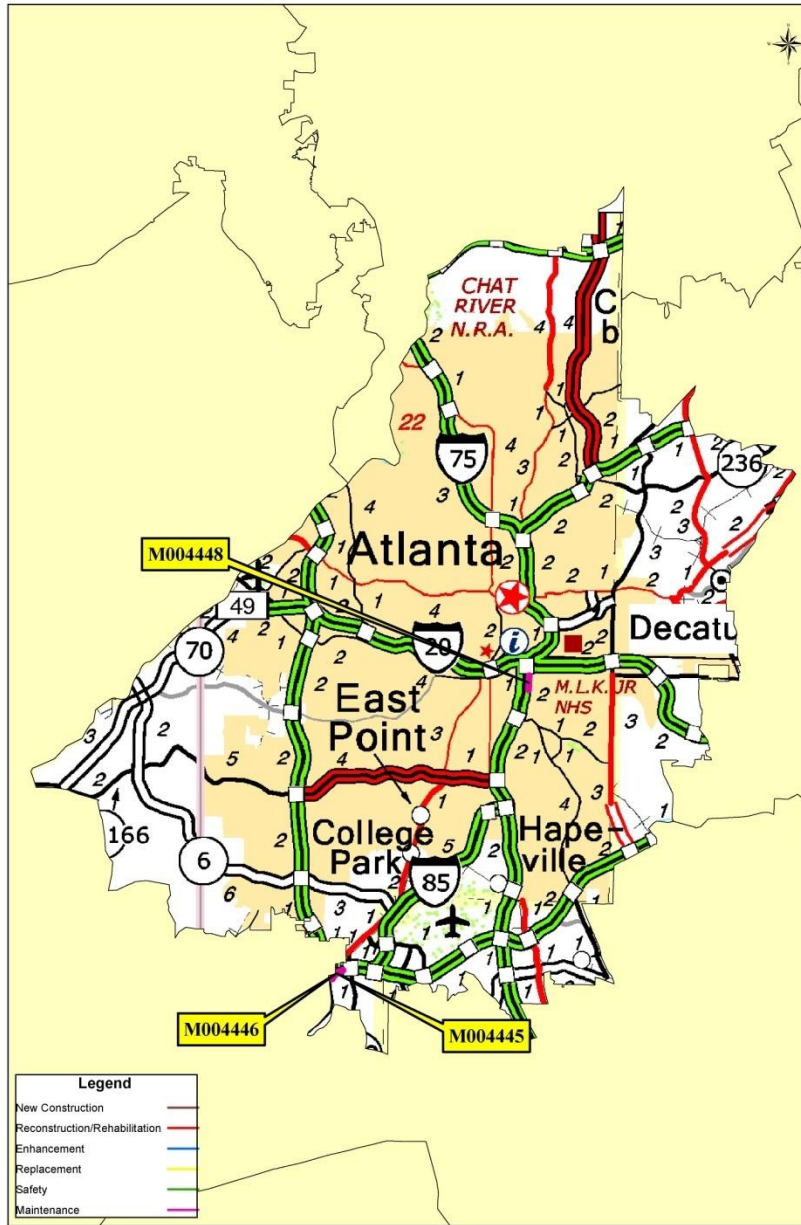 CHAT
RIVER
N.R.A.
C
b
22
75
236
Atlanta
M004448
49
20
Decatu
70
East
Point
M.L.K. JR
NHS
166
College
Park
Hape-
ville
6
85
M004446
M004445
Legend
New Construction
Reconstruction/Rehabilitation
Enhancement
Replacement
Safety
Maintenance